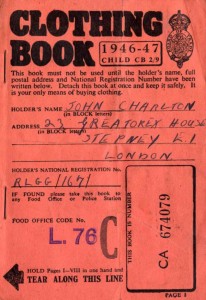 CLOTHING
BOOK
1946-47
CHILD CB 2/9
This book must not be used until the holder's name, full
postal address and National Registration Number have been
written below. Detach this book at once and keep it safely. It
is your only means of buying clothing.
HOLDER'S NAME JOHN CHARLTON
(in BLOCK letters)
ADDRESS 23 GREATOREX HOUSE
(in BLOCK letters)
STEPNEY E1
LONDON.
HOLDER'S NATIONAL REGISTRATION No.
RLGG/167/
IF FOUND please take this book to
any Food Office or Police Station
FOOD OFFICE CODE No.
L.76
C
THIS BOOK IS NUMBER
CA 674079
HOLD Pages I-VIII in one hand and
TEAR ALONG THIS LINE
PAGE I